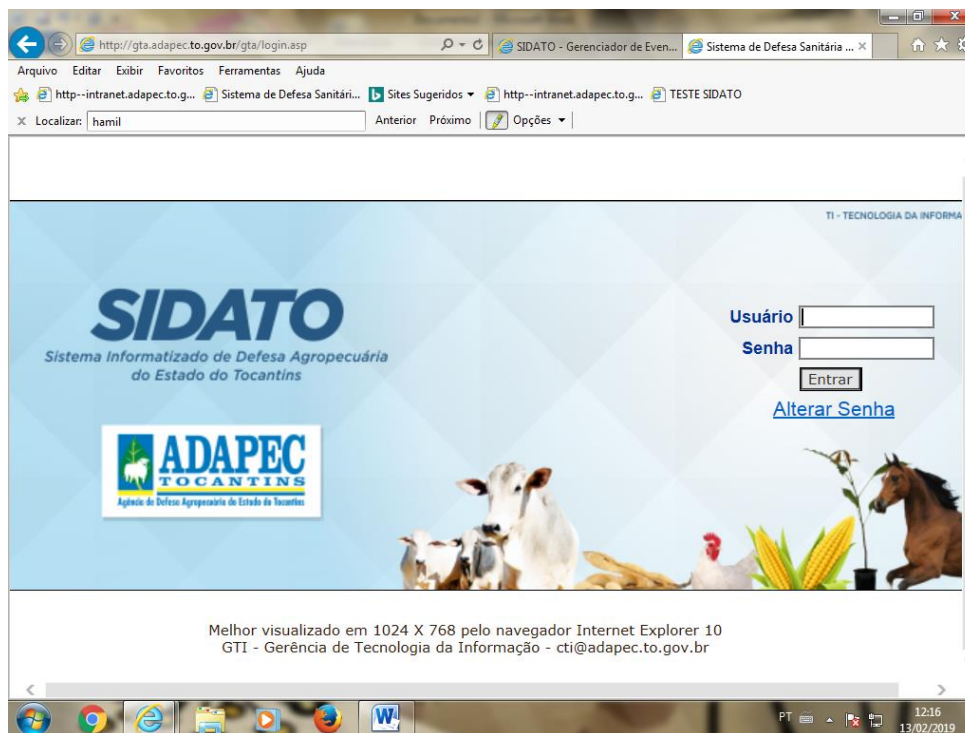 http://gta.adapec.to.gov.br/gta/login.asp
SIDATO - Gerenciador de Even...
Sistema de Defesa Sanitária ...
Arquivo Editar Exibir Favoritos Ferramentas Ajuda
http--intranet.adapec.to.g... Sistema de Defesa Sanitári... Sites Sugeridos http--intranet.adapec.to.g... TESTE SIDATO
Localizar: hamil Anterior Próximo Opções
TI - TECNOLOGIA DA INFORMA
SIDATO
Sistema Informatizado de Defesa Agropecuária
do Estado do Tocantins
Usuário
Senha
Entrar
Alterar Senha
ADAPEC
TOCANTINS
Agência de Defesa Agropecuária do Estado do Tocantins
Melhor visualizado em 1024 X 768 pelo navegador Internet Explorer 10
GTI - Gerência de Tecnologia da Informação - cti@adapec.to.gov.br
PT
12:16
13/02/2019